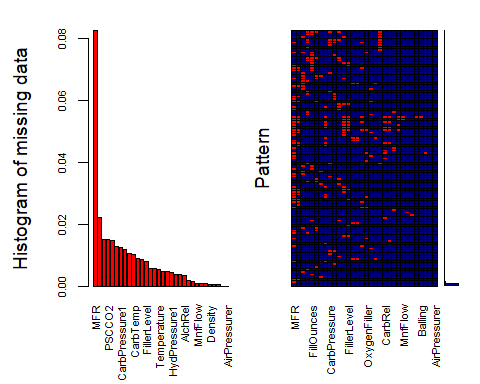 Histogram of missing data
0.00
0.02
0.04
0.06
0.08
MFR
PSCCO2
CarbPressure1
CarbTemp
FillerLevel
Temperature
HydPressure1
AlchRel
MnfFlow
Density
AirPressurer
Pattern
MFR
FillOunces
CarbPressure
FillerLevel
OxygenFiller
CarbRel
MnfFlow
Balling
AirPressurer